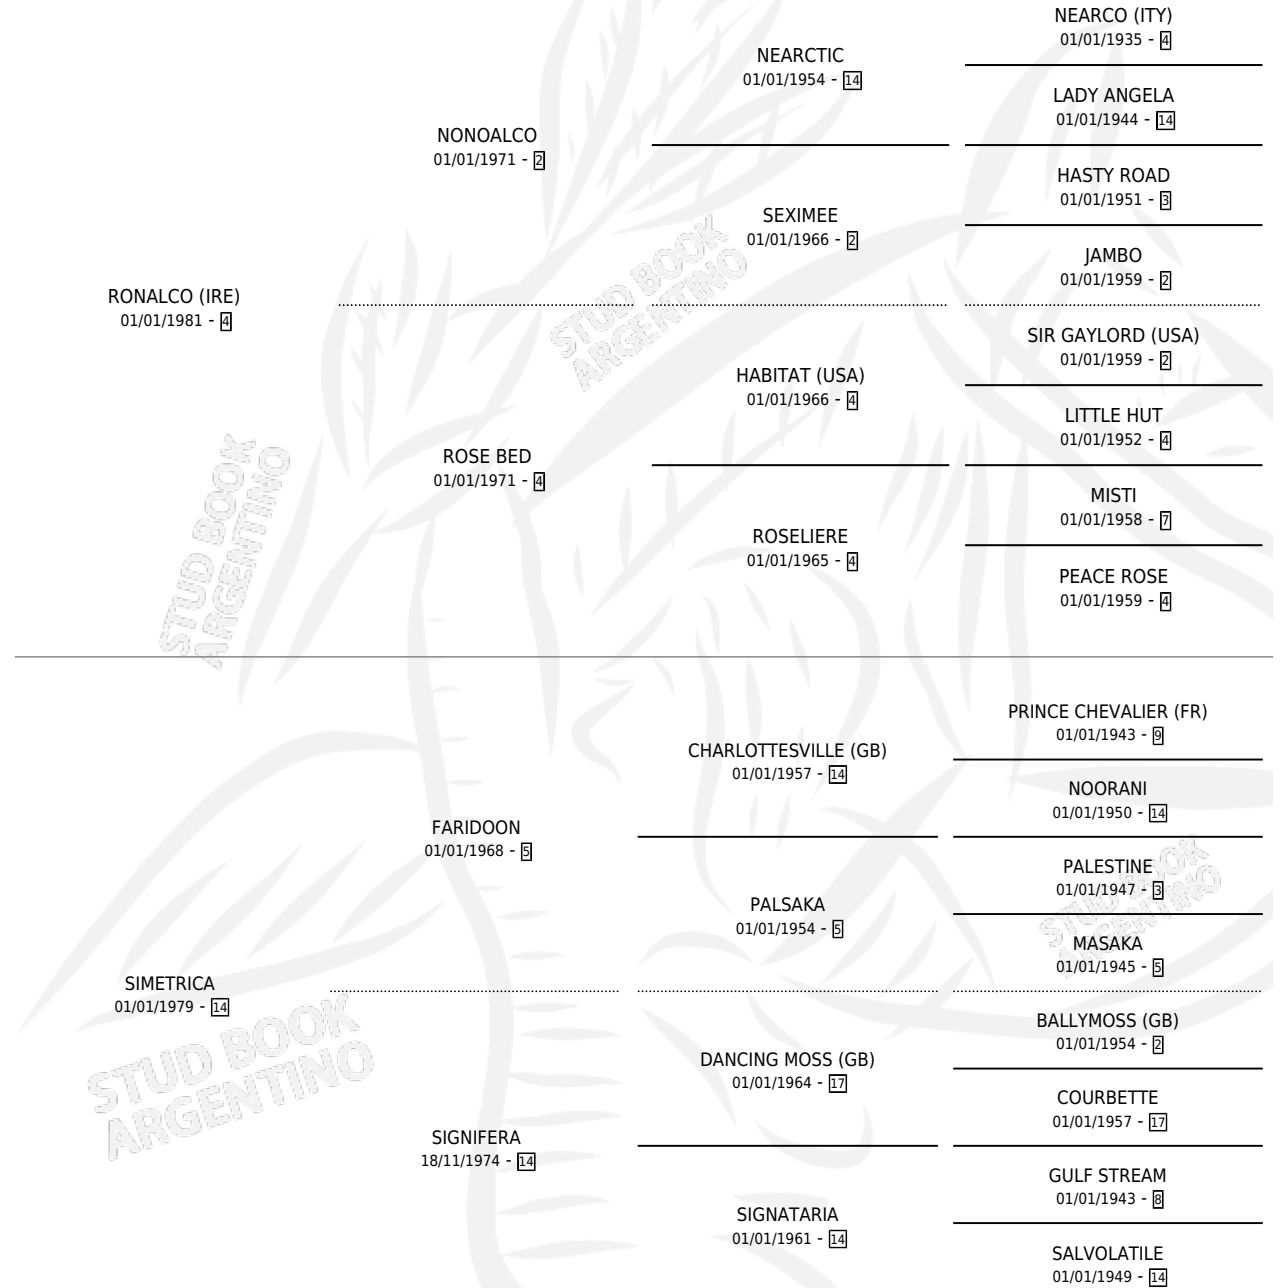 NEARCO (ITY)
01/01/1935 - 4
NEARCTIC
01/01/1954 - 14
LADY ANGELA
01/01/1944 - 14
NONOALCO
01/01/1971 - 2
HASTY ROAD
01/01/1951 - 3
SEXIMEE
01/01/1966 - 2
JAMBO
01/01/1959 - 2
STUD BOOK
ARGENTINO
RONALCO (IRE)
01/01/1981 - 4
SIR GAYLORD (USA)
01/01/1959 - 2
HABITAT (USA)
01/01/1966 - 4
LITTLE HUT
01/01/1952 - 4
ROSE BED
01/01/1971 - 4
MISTI
01/01/1958 - 7
ROSELIERE
01/01/1965 - 4
PEACE ROSE
01/01/1959 - 4
STUD BOOK
ARGENTINO
PRINCE CHEVALIER (FR)
01/01/1943 - 9
CHARLOTTESVILLE (GB)
01/01/1957 - 14
NOORANI
01/01/1950 - 14
FARIDOON
01/01/1968 - 5
PALESTINE
01/01/1947 - 3
PALSAKA
01/01/1954 - 5
MASAKA
01/01/1945 - 5
STUD BOOK
ARGENTINO
SIMETRICA
01/01/1979 - 14
BALLYMOSS (GB)
01/01/1954 - 2
DANCING MOSS (GB)
01/01/1964 - 17
COURBETTE
01/01/1957 - 17
STUD BOOK
ARGENTINO
SIGNIFERA
18/11/1974 - 14
GULF STREAM
01/01/1943 - 8
SIGNATARIA
01/01/1961 - 14
SALVOLATILE
01/01/1949 - 14